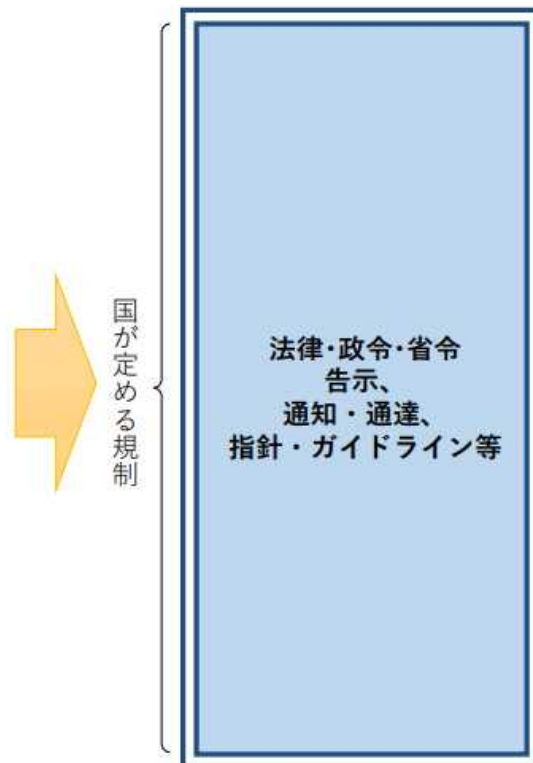 国が定める規制
法律･政令･省令
告示、
通知・通達、
指針・ガイドライン等